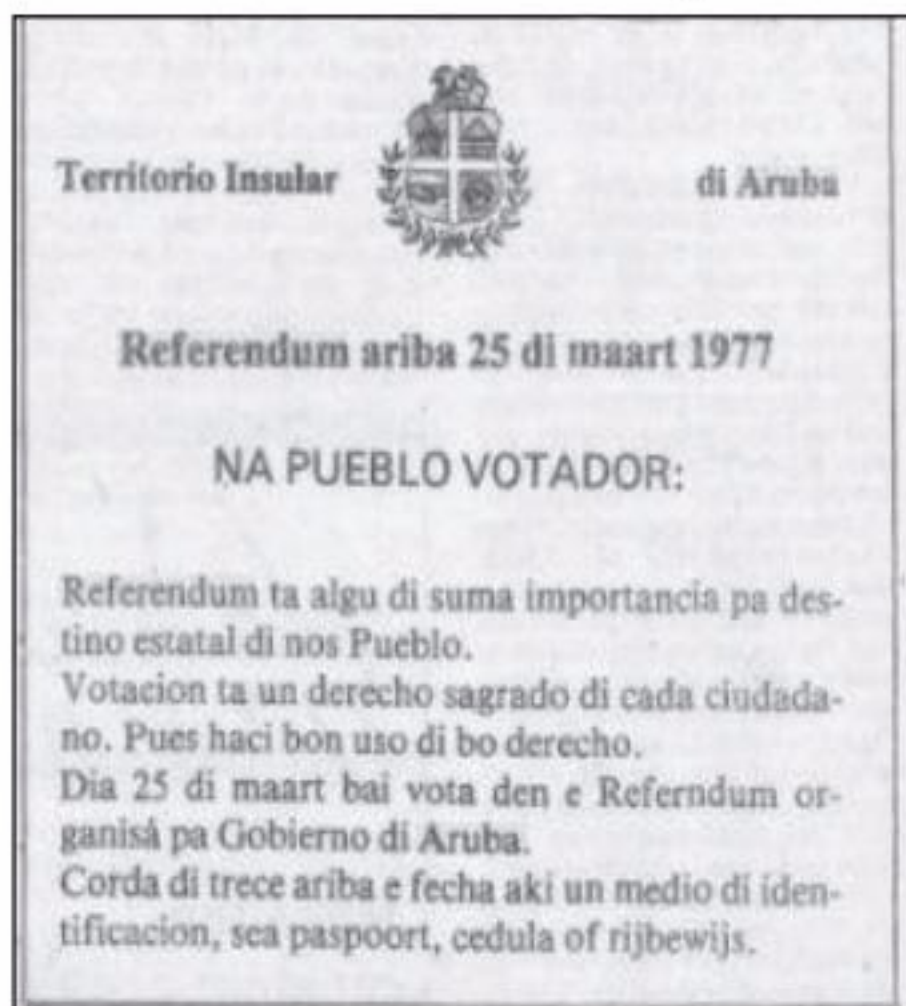 Territorio Insular di Aruba
Referendum ariba 25 di maart 1977
NA PUEBLO VOTADOR:
Referendum ta algu di suma importancia pa des-
tino estatal di nos Pueblo.
Votacion ta un derecho sagrado di cada ciudada-
no. Pues haci bon uso di bo derecho.
Dia 25 di maart bai vota den e Referndum or-
ganisá pa Gobierno di Aruba.
Corda di trece ariba e fecha aki un medio di iden-
tificacion, sea paspoort, cedula of rijbewijs.